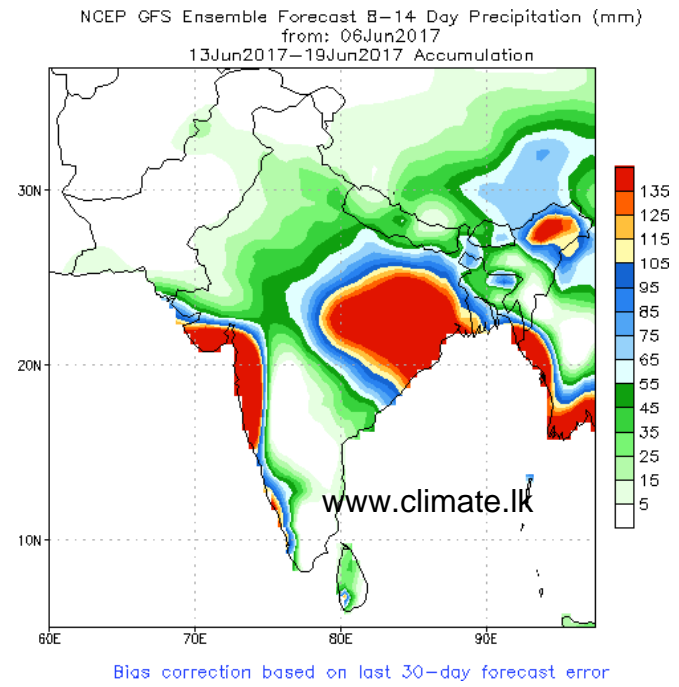 NCEP GFS Ensemble Forecast 8-14 Day Precipitation (mm)
from: 06Jun2017
13Jun2017-19Jun2017 Accumulation
30N
20N
10N
60E
70E
80E
90E
135
125
115
105
95
85
75
65
55
45
35
25
15
5
www.climate.lk
Bias correction based on last 30-day forecast error